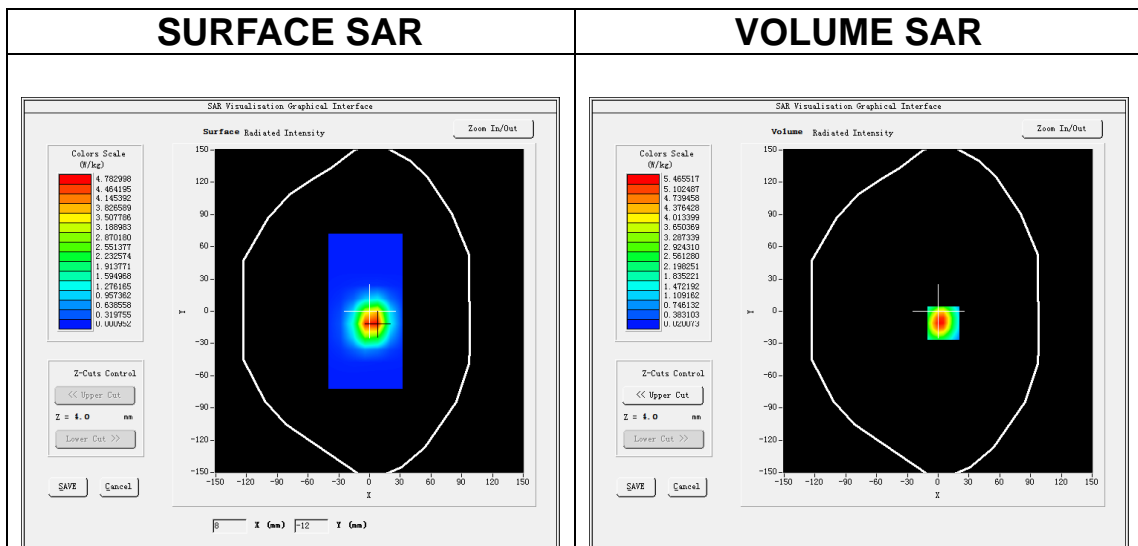 SURFACE SAR
VOLUME SAR
SAR Visualisation Graphical Interface
Surface Radiated Intensity
Zoom In/Out
Colors Scale
(W/kg)
4.782998
4.464195
4.145392
3.826589
3.507786
3.188983
2.870180
2.551377
2.232574
1.913771
1.594968
1.276165
0.957362
0.638558
0.319755
0.000952
Z-Cuts Control
<< Upper Cut
Z = 4.0 mm
Lower Cut >>
SAVE Cancel
150
120
90
60
30
0
-30
-60
-90
-120
-150
Y
-150 -120 -90 -60 -30 0 30 60 90 120 150
X
8 X (mm) -12 Y (mm)
SAR Visualisation Graphical Interface
Volume Radiated Intensity
Zoom In/Out
Colors Scale
(W/kg)
5.465517
5.102487
4.739458
4.376428
4.013399
3.650369
3.287339
2.924310
2.561280
2.198251
1.835221
1.472192
1.109162
0.746132
0.383103
0.020073
Z-Cuts Control
<< Upper Cut
Z = 4.0 mm
Lower Cut >>
SAVE Cancel
150
120
90
60
30
0
-30
-60
-90
-120
-150
Y
-150 -120 -90 -60 -30 0 30 60 90 120 150
X